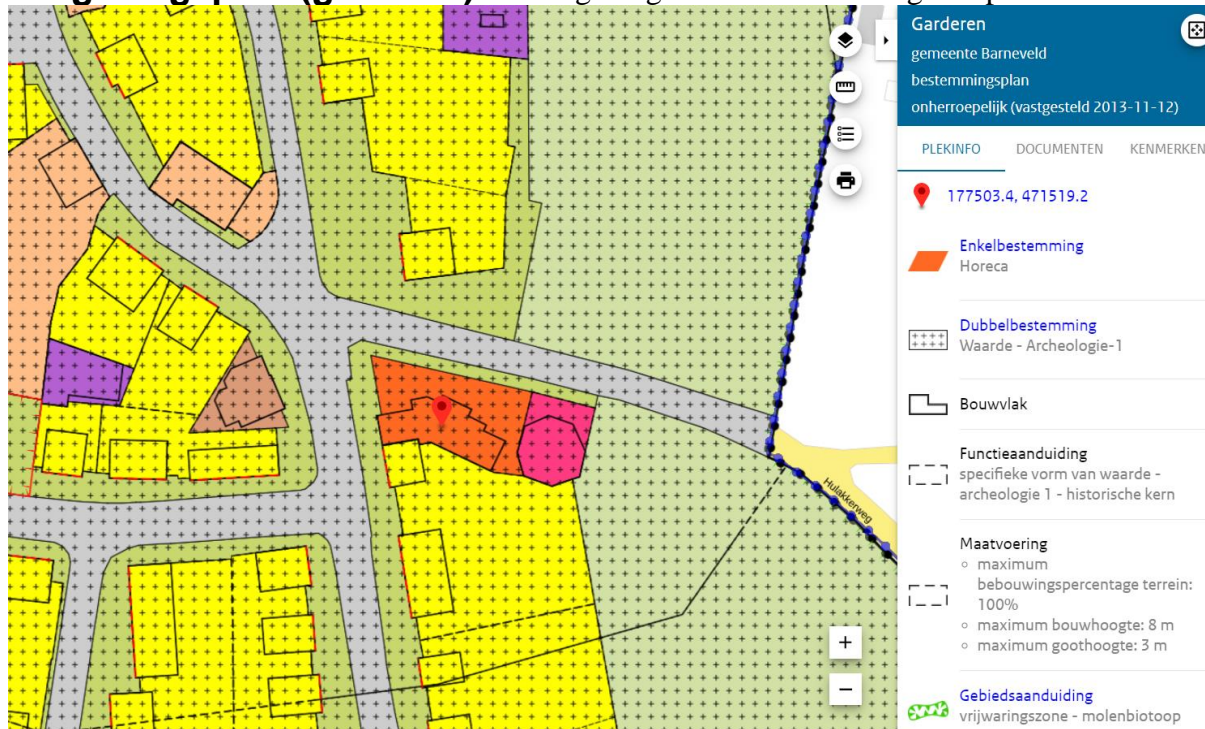 Garderen
gemeente Barneveld
bestemmingsplan
onherroepelijk (vastgesteld 2013-11-12)
PLEKINFO DOCUMENTEN KENMERKEN
177503.4, 471519.2
Enkelbestemming
Horeca
Dubbelbestemming
Waarde - Archeologie-1
Bouwvlak
Functieaanduiding
specifieke vorm van waarde -
archeologie 1 - historische kern
Maatvoering
maximum
bebouwingspercentage terrein:
100%
maximum bouwhoogte: 8 m
maximum goothoogte: 3 m
Gebiedsaanduiding
vrijwaringszone - molenbiotoop
Hulakkerweg
+
−